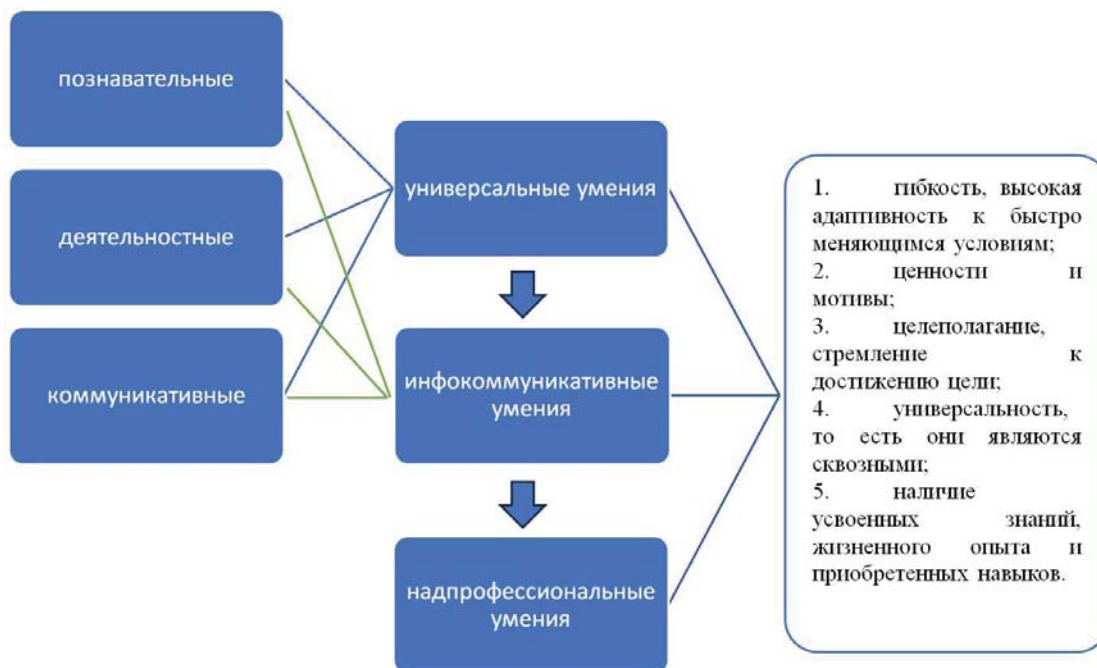 познавательные
деятельностные
коммуникативные
универсальные умения
инфокоммуникативные
умения
надпрофессиональные
умения
1. гибкость, высокая
адаптивность к быстро
меняющимся условиям;
2. ценности и
мотивы;
3. целеполагание,
стремление к
достижению цели;
4. универсальность,
то есть они являются
сквозными;
5. наличие
усвоенных знаний,
жизненного опыта и
приобретенных навыков.